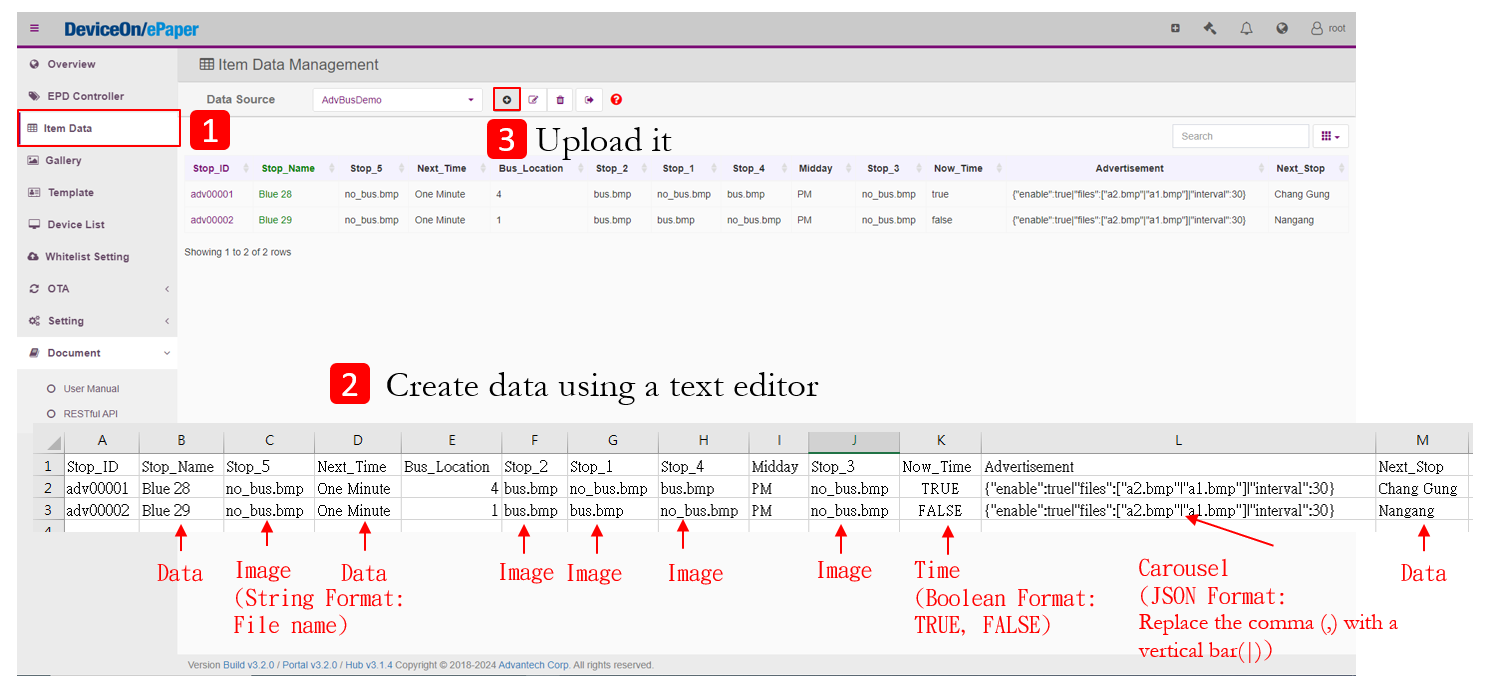 DeviceOn/ePaper
root
Overview
EPD Controller
Item Data
Gallery
Template
Device List
Whitelist Setting
OTA
Setting
Document
User Manual
RESTful API
Item Data Management
Data Source AdvBusDemo
1
3 Upload it
Search
Stop_ID Stop_Name Stop_5 Next_Time Bus_Location Stop_2 Stop_1 Stop_4 Midday Stop_3 Now_Time Advertisement Next_Stop
adv00001 Blue 28 no_bus.bmp One Minute 4 bus.bmp no_bus.bmp bus.bmp PM no_bus.bmp true {"enable":true|"files":["a2.bmp"|"a1.bmp"]|"interval":30} Chang Gung
adv00002 Blue 29 no_bus.bmp One Minute 1 bus.bmp bus.bmp no_bus.bmp PM no_bus.bmp false {"enable":true|"files":["a2.bmp"|"a1.bmp"]|"interval":30} Nangang
Showing 1 to 2 of 2 rows
2 Create data using a text editor
A B C D E F G H I J K L M
1 Stop_ID Stop_Name Stop_5 Next_Time Bus_Location Stop_2 Stop_1 Stop_4 Midday Stop_3 Now_Time Advertisement Next_Stop
2 adv00001 Blue 28 no_bus.bmp One Minute 4 bus.bmp no_bus.bmp bus.bmp PM no_bus.bmp TRUE {"enable":true|"files":["a2.bmp"|"a1.bmp"]|"interval":30} Chang Gung
3 adv00002 Blue 29 no_bus.bmp One Minute 1 bus.bmp bus.bmp no_bus.bmp PM no_bus.bmp FALSE {"enable":true|"files":["a2.bmp"|"a1.bmp"]|"interval":30} Nangang
4
Data
Image
(String Format:
File name)
Data
Image
Image
Image
Image
Time
(Boolean Format:
TRUE, FALSE)
Carousel
(JSON Format:
Replace the comma (,) with a
vertical bar(|))
Data
Version Build v3.2.0 / Portal v3.2.0 / Hub v3.1.4 Copyright © 2018-2024 Advantech Corp. All rights reserved.